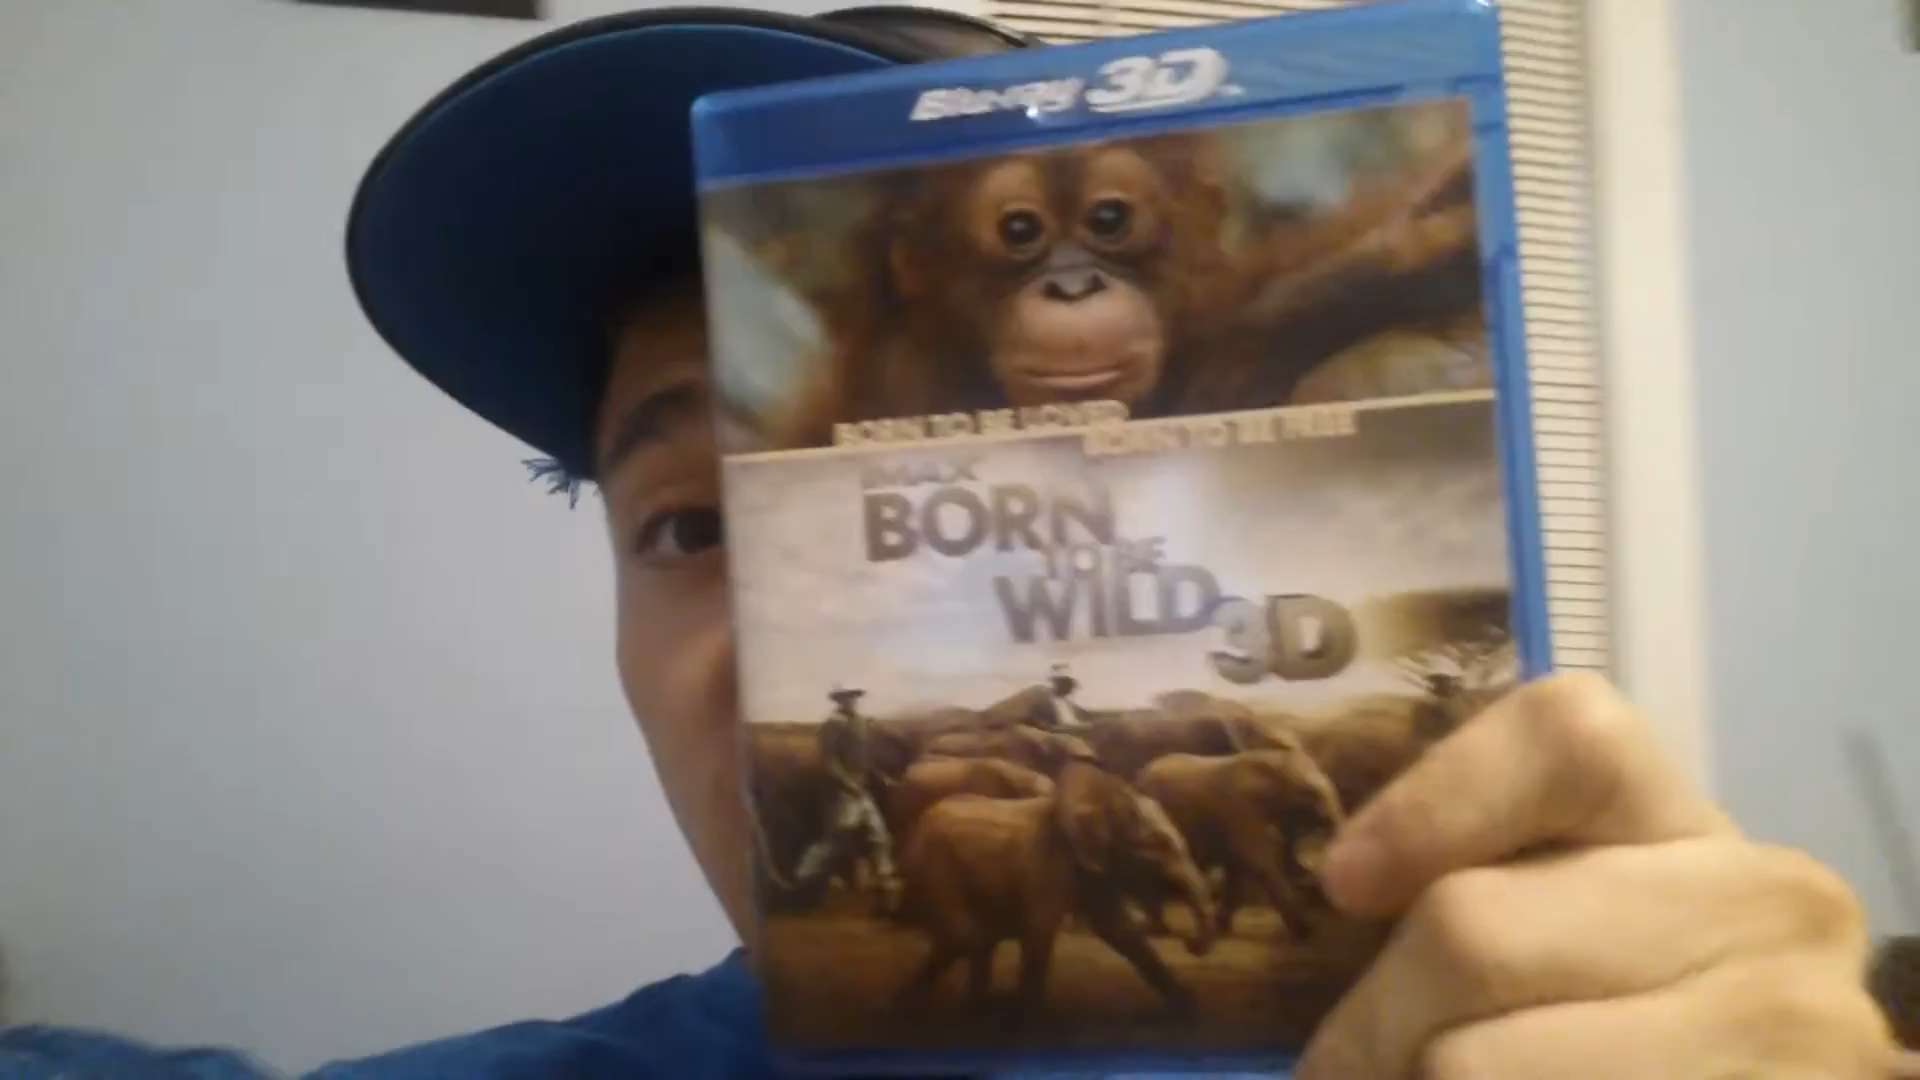 Blu-ray 3D
BORN TO BE LOVED
BORN TO BE FREE
IMAX
BORN
TO BE
WILD 3D